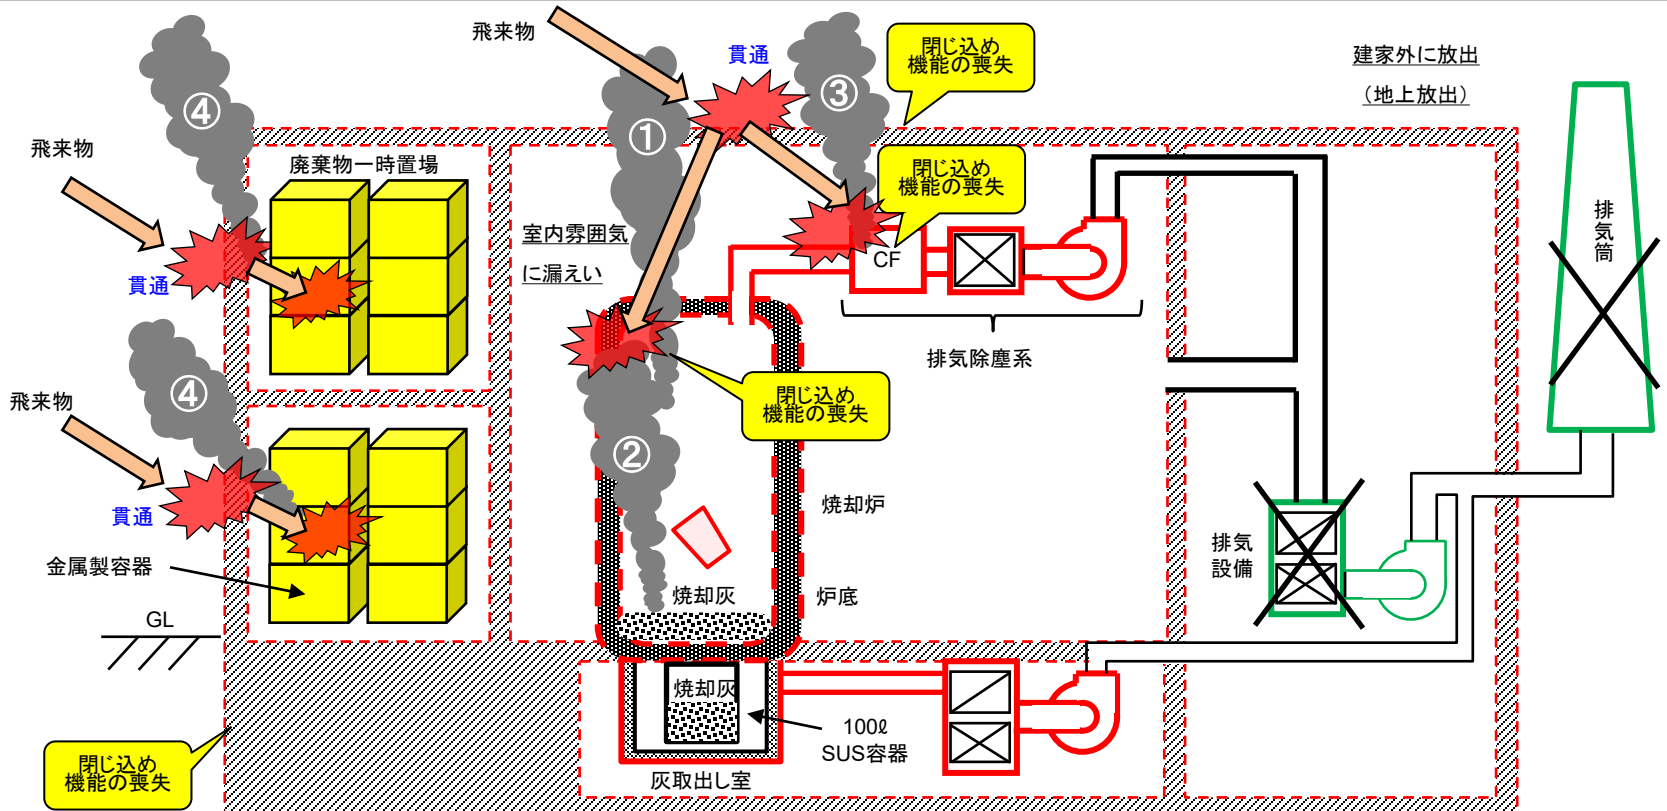 飛来物
貫通
閉じ込め
機能の喪失
建家外に放出
（地上放出）
④
①
③
飛来物
廃棄物一時置場
閉じ込め
機能の喪失
室内雰囲気
に漏えい
CF
排気筒
貫通
排気除塵系
④
飛来物
閉じ込め
機能の喪失
②
貫通
焼却炉
排気
設備
金属製容器
焼却灰
炉底
GL
焼却灰
100ℓ
SUS容器
灰取出し室
閉じ込め
機能の喪失